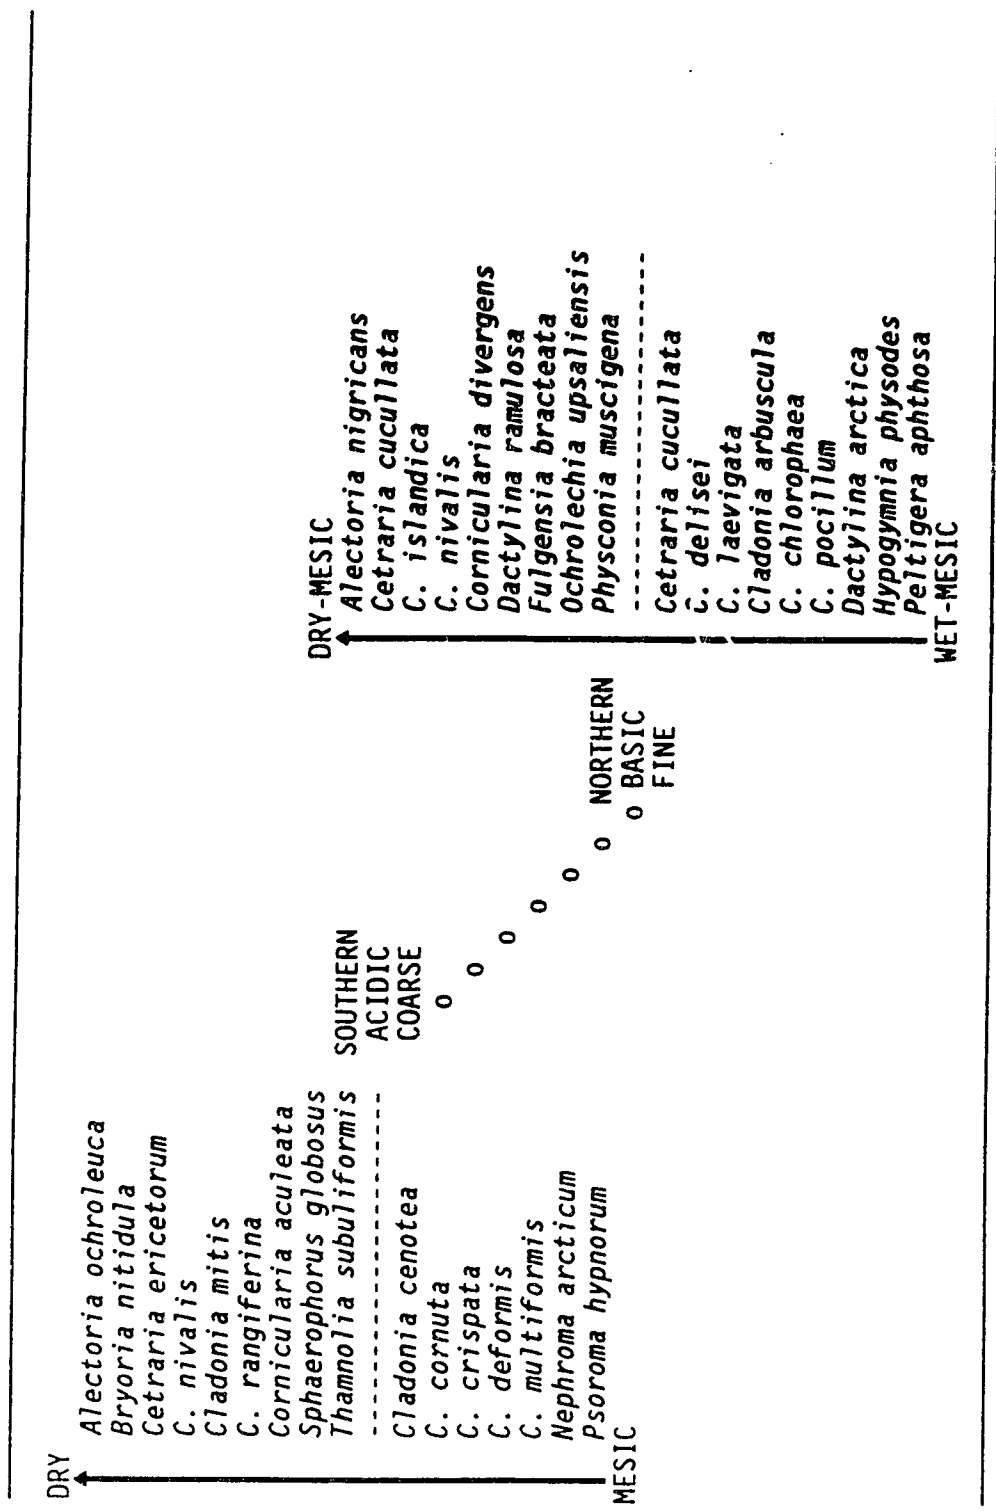 DRY
Alectoria ochroleuca
Bryoria nitidula
Cetraria ericetorum
C. nivalis
Cladonia mitis
C. rangiferina
Cornicularia aculeata
Sphaerophorus globosus
Thamnolia subuliformis
--------------------
Cladonia cenotea
C. cornuta
C. crispata
C. deformis
C. multiformis
Nephroma arcticum
Psoroma hypnorum
MESIC
SOUTHERN
ACIDIC
COARSE
o
o
o
o
o
o
o
NORTHERN
BASIC
FINE
DRY-MESIC
Alectoria nigricans
Cetraria cucullata
C. islandica
C. nivalis
Cornicularia divergens
Dactylina ramulosa
Fulgensia bracteata
Ochrolechia upsaliensis
Physconia muscigena
-----------------------
Cetraria cucullata
C. delisei
C. laevigata
Cladonia arbuscula
C. chlorophaea
C. pocillum
Dactylina arctica
Hypogymnia physodes
Peltigera aphthosa
WET-MESIC